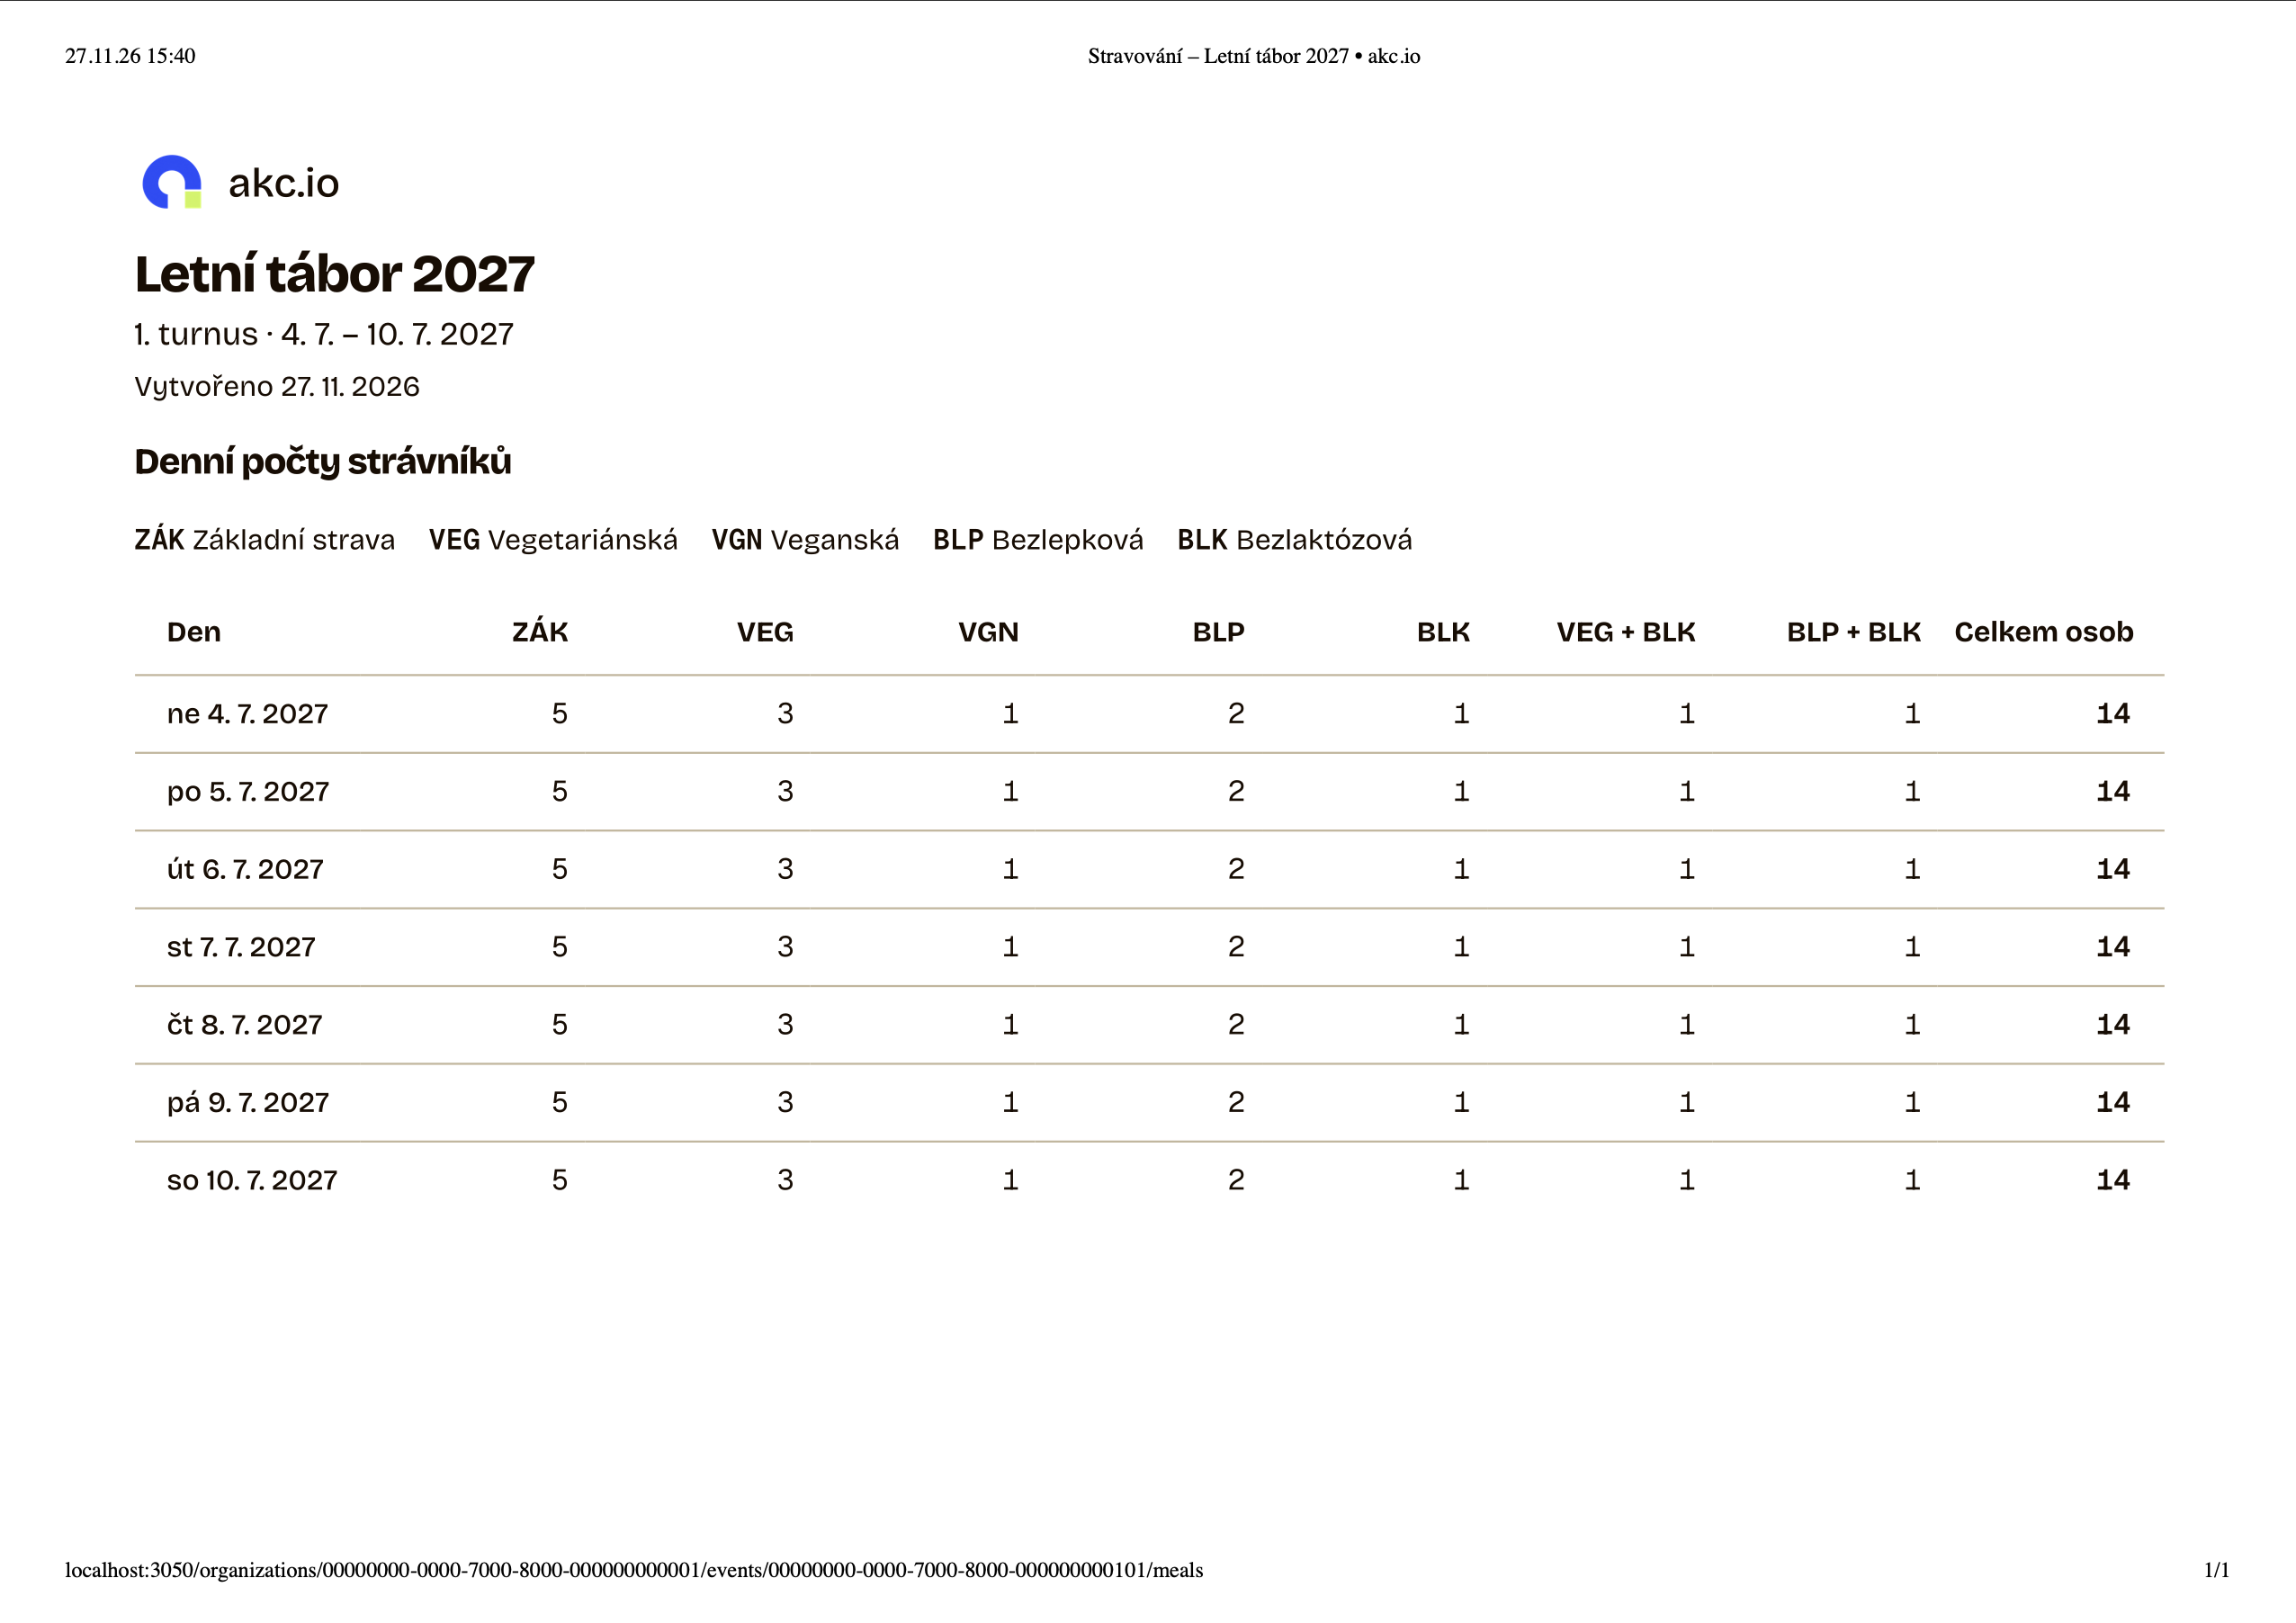 27.11.26 15:40 Stravování – Letní tábor 2027 • akc.io
akc.io
Letní tábor 2027
1. turnus · 4. 7. – 10. 7. 2027
Vytvořeno 27. 11. 2026
Denní počty strávníků
ZÁK Základní strava VEG Vegetariánská VGN Veganská BLP Bezlepková BLK Bezlaktózová
Den ZÁK VEG VGN BLP BLK VEG + BLK BLP + BLK Celkem osob
ne 4. 7. 2027 5 3 1 2 1 1 1 14
po 5. 7. 2027 5 3 1 2 1 1 1 14
út 6. 7. 2027 5 3 1 2 1 1 1 14
st 7. 7. 2027 5 3 1 2 1 1 1 14
čt 8. 7. 2027 5 3 1 2 1 1 1 14
pá 9. 7. 2027 5 3 1 2 1 1 1 14
so 10. 7. 2027 5 3 1 2 1 1 1 14
localhost:3050/organizations/00000000-0000-7000-8000-000000000001/events/00000000-0000-7000-8000-000000000101/meals 1/1